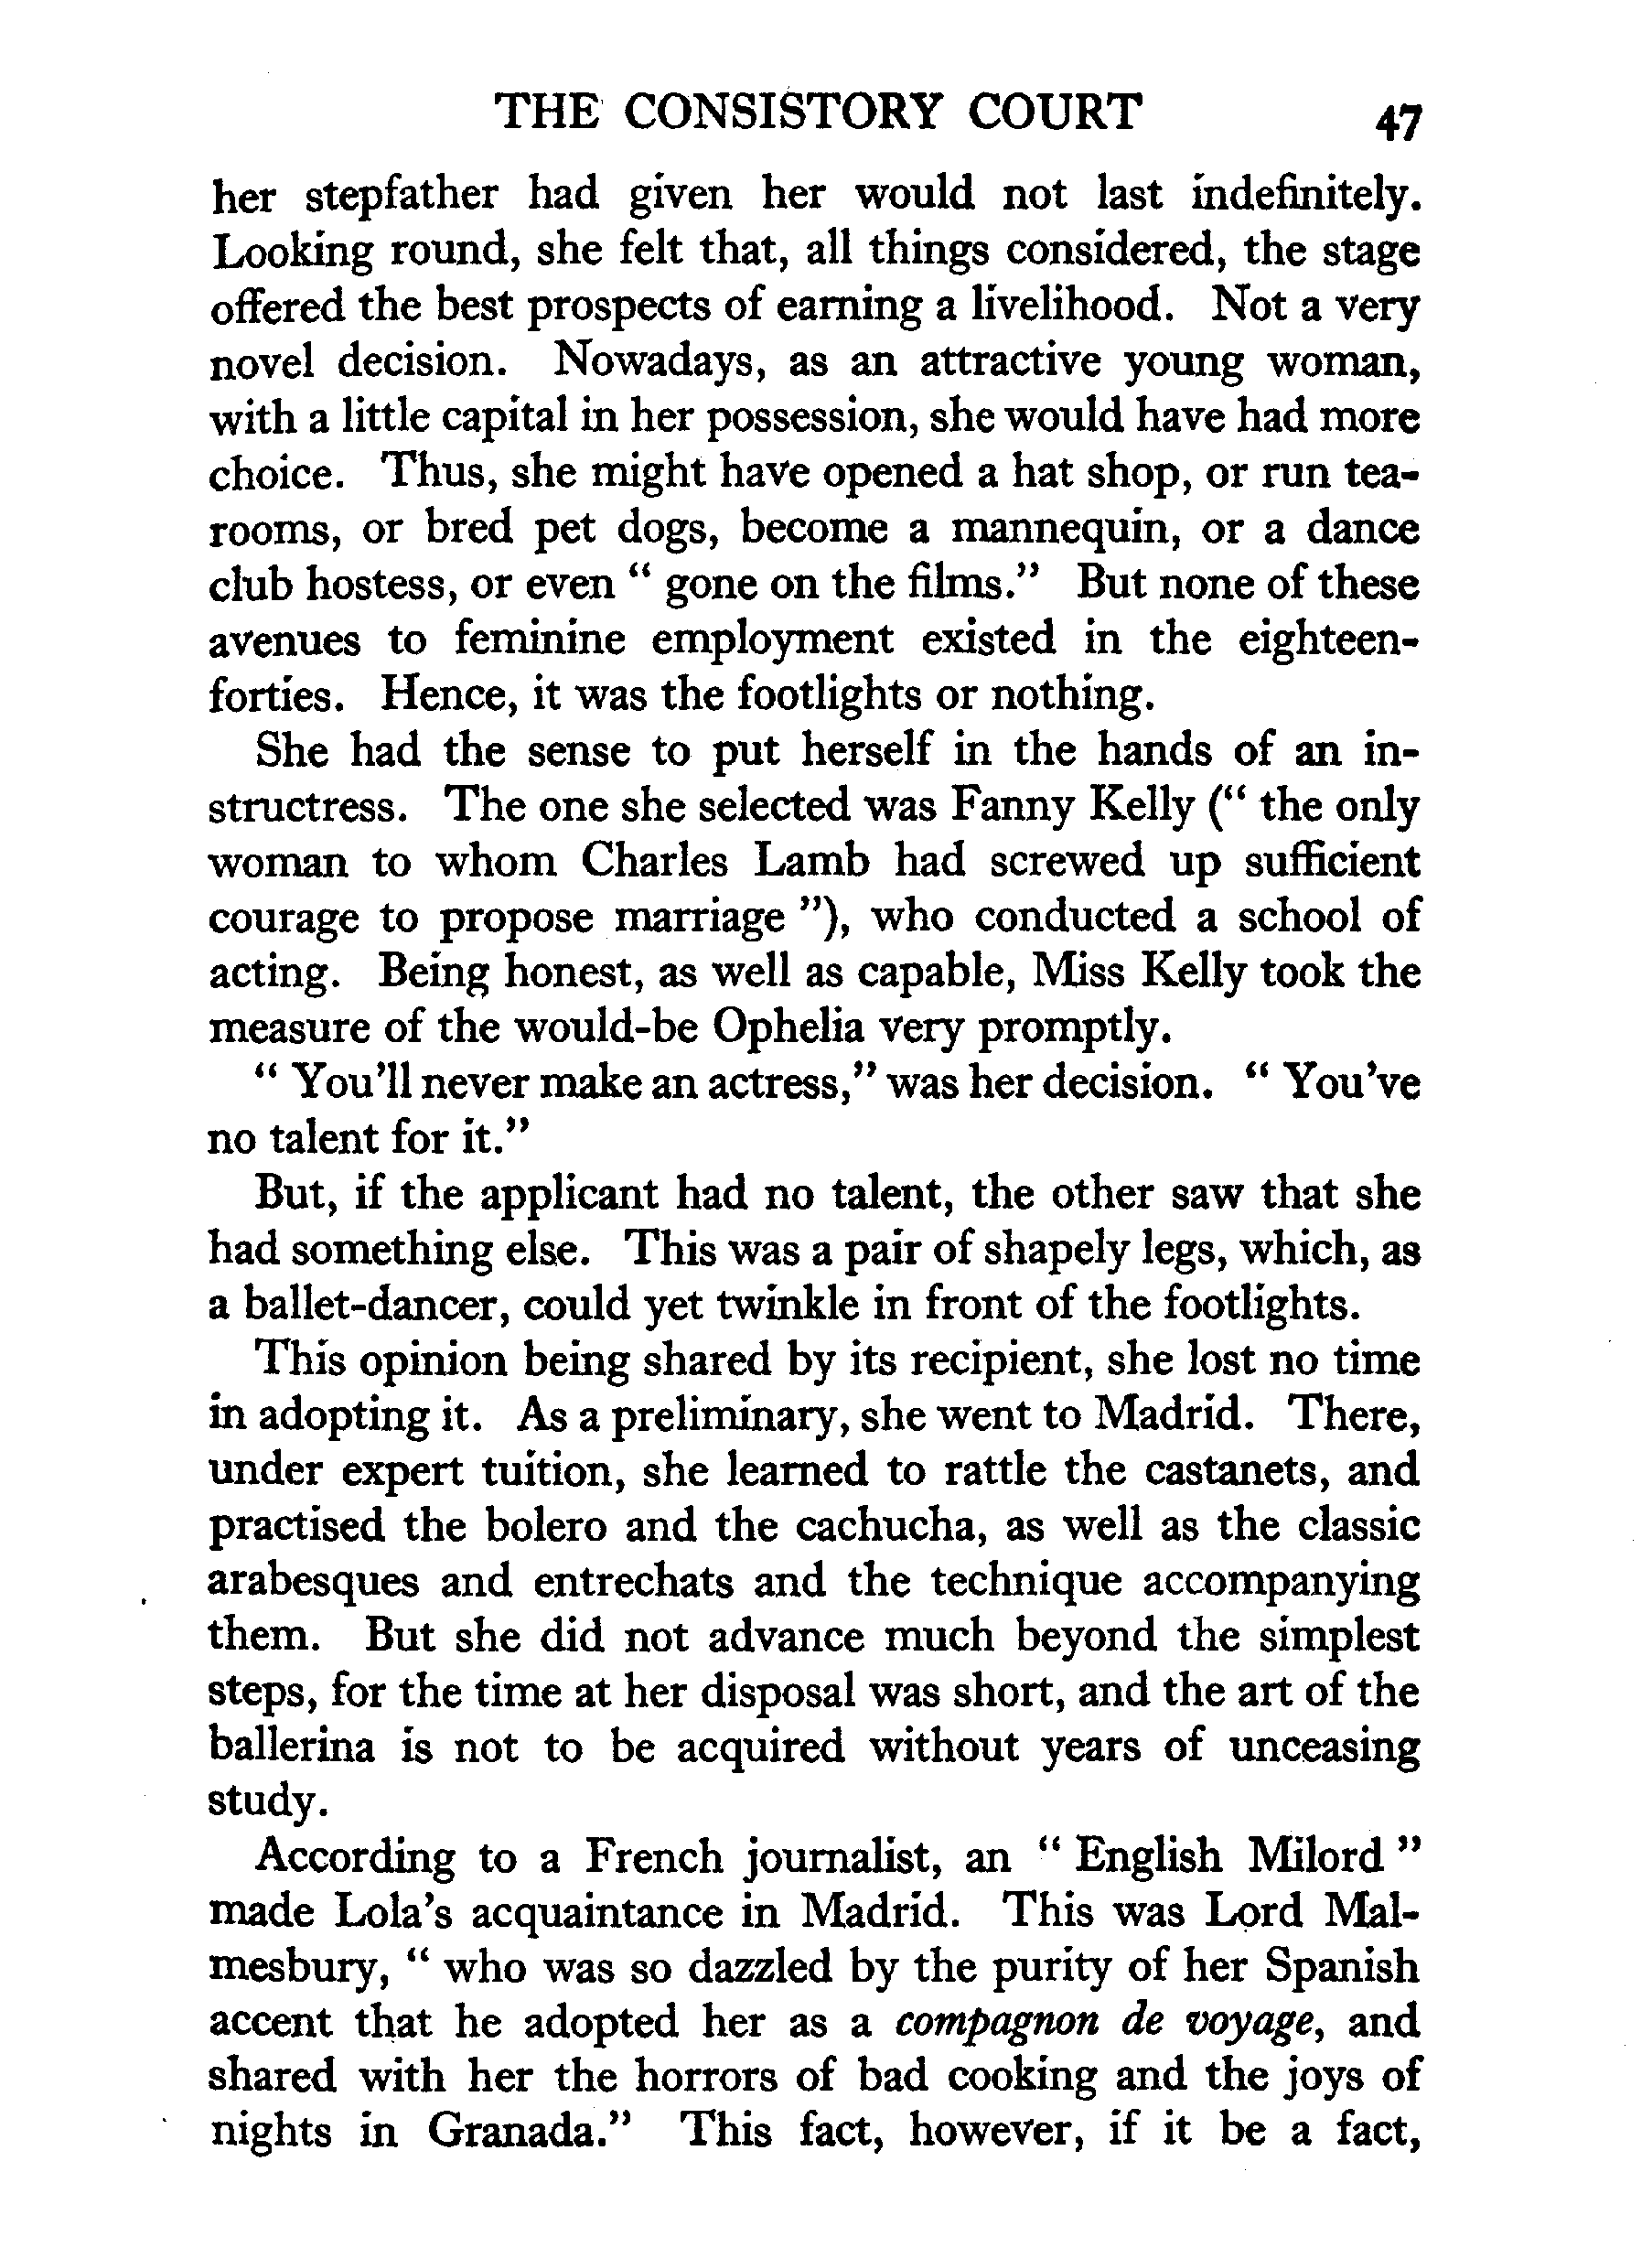 THE CONSISTORY COURT 47
her stepfather had given her would not last indefinitely.
Looking round, she felt that, all things considered, the stage
offered the best prospects of earning a livelihood. Not a very
novel decision. Nowadays, as an attractive young woman,
with a little capital in her possession, she would have had more
choice. Thus, she might have opened a hat shop, or run tea-
rooms, or bred pet dogs, become a mannequin, or a dance
club hostess, or even “ gone on the films.” But none of these
avenues to feminine employment existed in the eighteen-
forties. Hence, it was the footlights or nothing.
She had the sense to put herself in the hands of an in-
structress. The one she selected was Fanny Kelly (“ the only
woman to whom Charles Lamb had screwed up sufficient
courage to propose marriage ”), who conducted a school of
acting. Being honest, as well as capable, Miss Kelly took the
measure of the would-be Ophelia very promptly.
“ You’ll never make an actress,” was her decision. “ You’ve
no talent for it.”
But, if the applicant had no talent, the other saw that she
had something else. This was a pair of shapely legs, which, as
a ballet-dancer, could yet twinkle in front of the footlights.
This opinion being shared by its recipient, she lost no time
in adopting it. As a preliminary, she went to Madrid. There,
under expert tuition, she learned to rattle the castanets, and
practised the bolero and the cachucha, as well as the classic
arabesques and entrechats and the technique accompanying
them. But she did not advance much beyond the simplest
steps, for the time at her disposal was short, and the art of the
ballerina is not to be acquired without years of unceasing
study.
According to a French journalist, an “ English Milord ”
made Lola’s acquaintance in Madrid. This was Lord Mal-
mesbury, “ who was so dazzled by the purity of her Spanish
accent that he adopted her as a compagnon de voyage, and
shared with her the horrors of bad cooking and the joys of
nights in Granada.” This fact, however, if it be a fact,